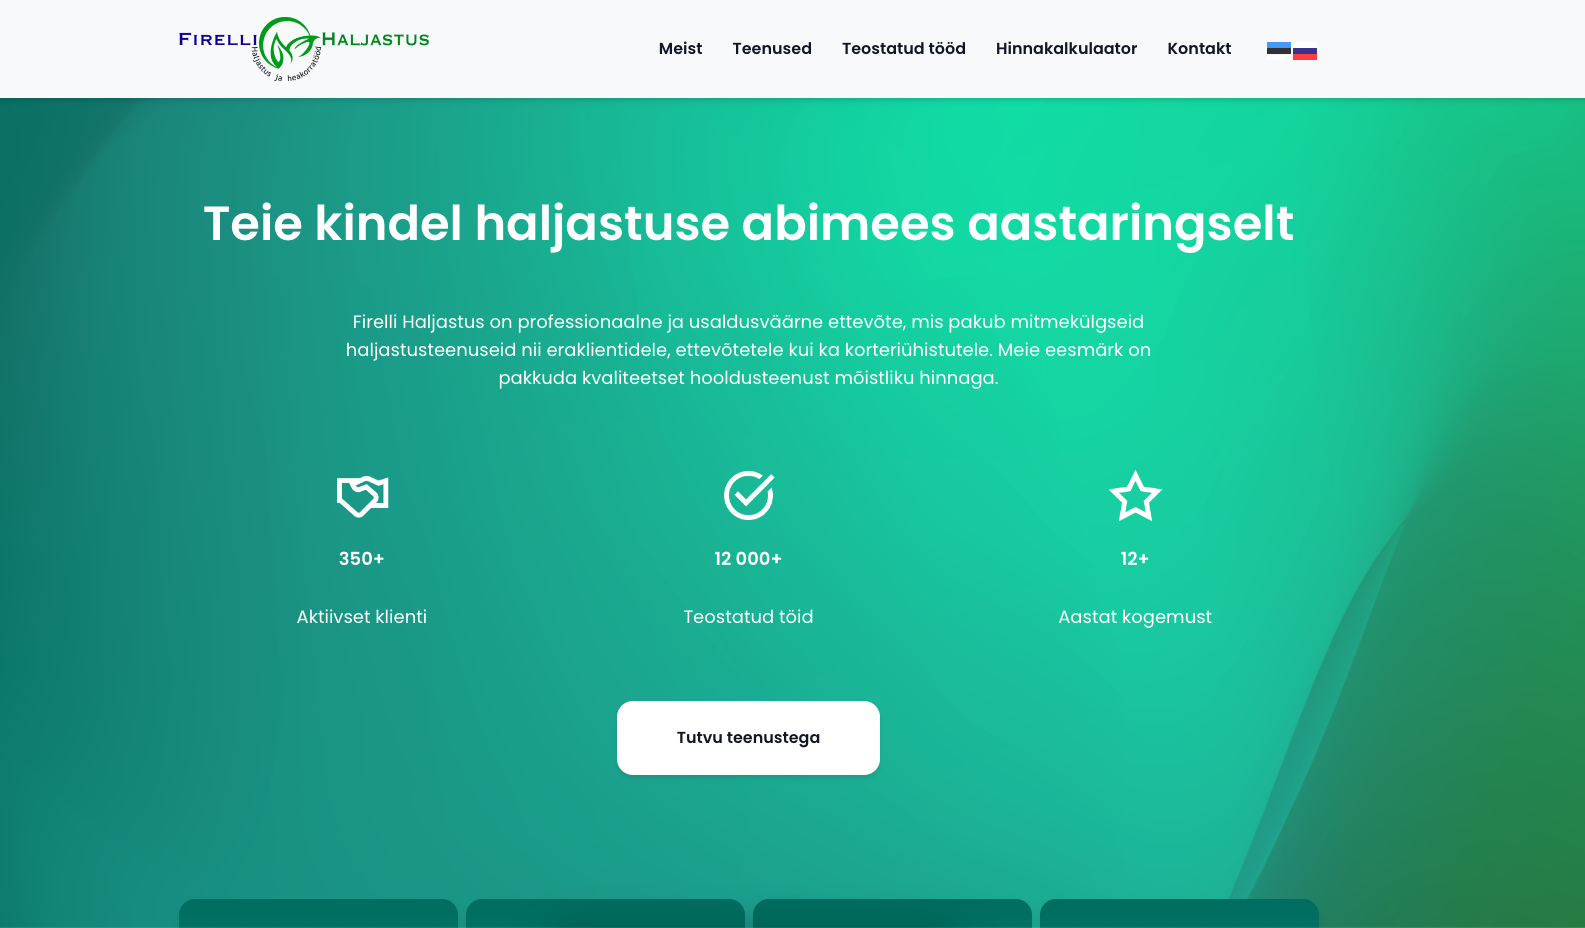 Firelli Haljastus
Haljastus ja heakorratööd
Meist
Teenused
Teostatud tööd
Hinnakalkulaator
Kontakt
Teie kindel haljastuse abimees aastaringselt
Firelli Haljastus on professionaalne ja usaldusväärne ettevõte, mis pakub mitmekülgseid
haljastusteenuseid nii eraklientidele, ettevõtetele kui ka korteriühistutele. Meie eesmärk on
pakkuda kvaliteetset hooldusteenust mõistliku hinnaga.
350+
Aktiivset klienti
12 000+
Teostatud töid
12+
Aastat kogemust
Tutvu teenustega